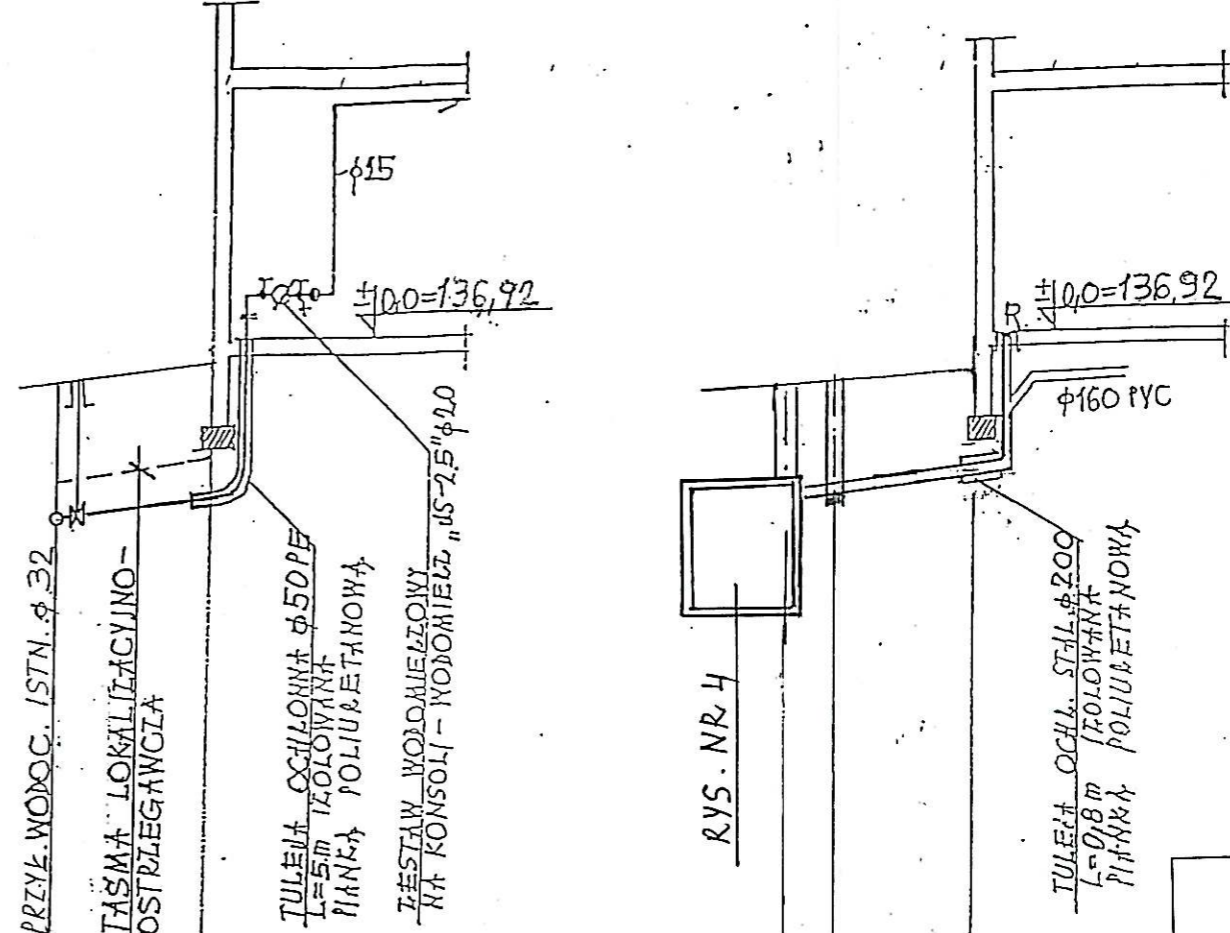 φ15
±0,0=136,92
PRZYŁ. WODOC. ISTN. φ 32
TAŚMA LOKALIZACYJNO-
OSTRZEGAWCZA
TULEJA OCHRONNA φ50PE
L=5m IZOLOWANA
PIANKĄ POLIURETANOWĄ
ZESTAW WODOMIERZOWY
NA KONSOLI - WODOMIERZ "JS-2,5" φ20
±0,0=136,92
R
φ160 PVC
RYS. NR 4
TULEJA OCHR. STAL. φ200
L=0,8m IZOLOWANA
PIANKĄ POLIURETANOWĄ